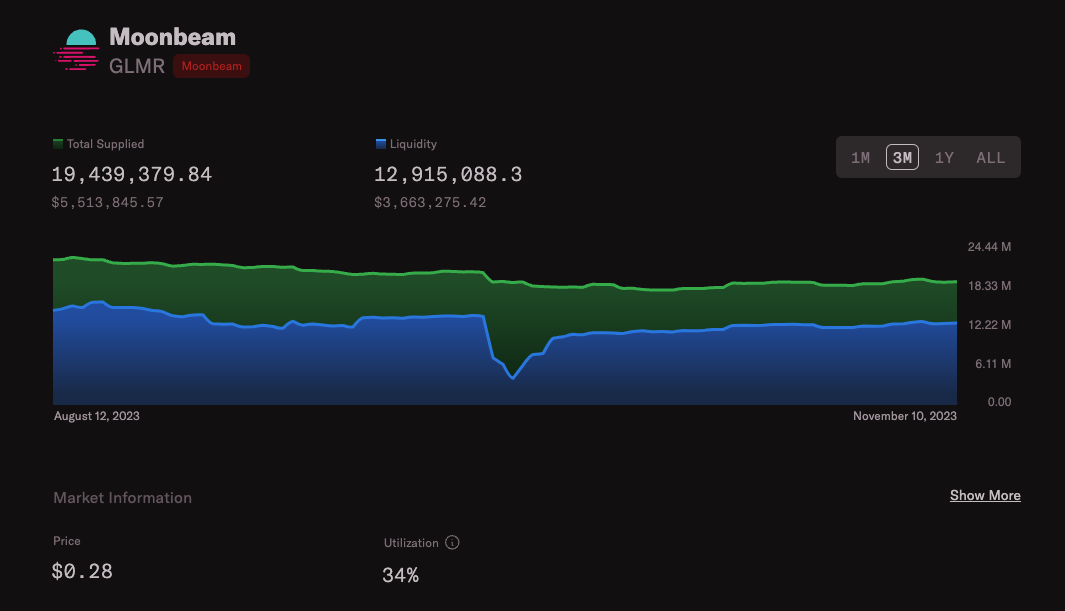 Moonbeam
GLMR Moonbeam
Total Supplied
19,439,379.84
$5,513,845.57
Liquidity
12,915,088.3
$3,663,275.42
1M 3M 1Y ALL
24.44 M
18.33 M
12.22 M
6.11 M
0.00
August 12, 2023
November 10, 2023
Market Information
Show More
Price
$0.28
Utilization
34%